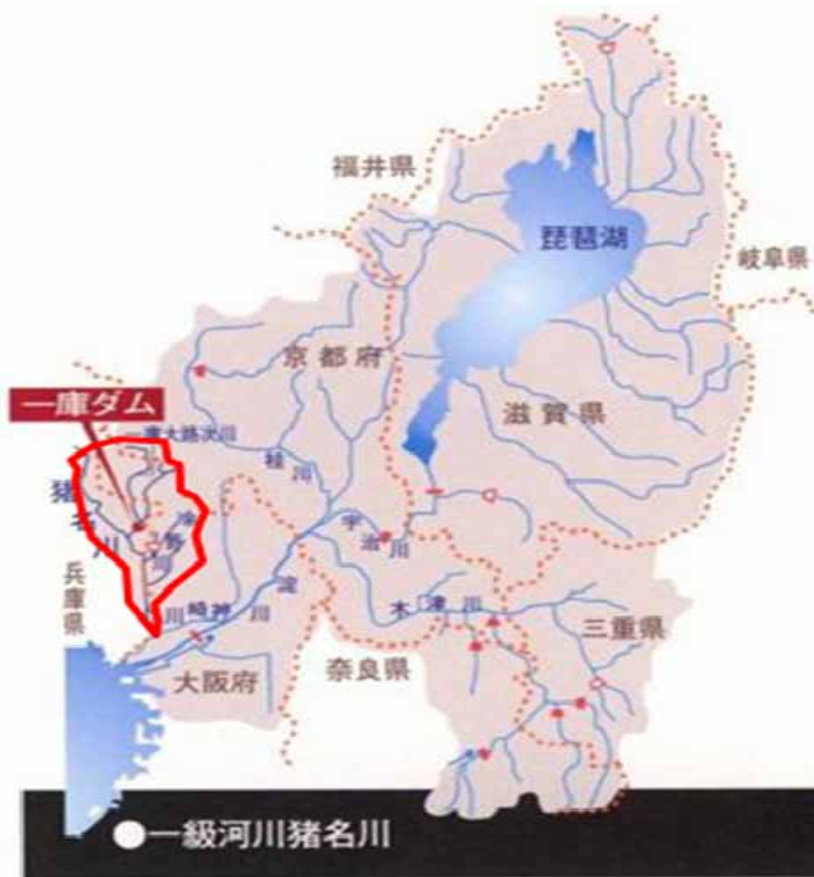 福井県
琵琶湖
岐阜県
京都府
滋賀県
一庫ダム
一庫大路次川
桂川
猪名川
余野川
宇治川
兵庫県
淀川
神崎川
木津川
三重県
奈良県
大阪府
●一級河川猪名川